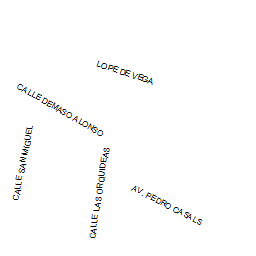 LOPE DE VEGA
CALLE DEMASO ALONSO
CALLE SAN MIGUEL
CALLE LAS ORQUIDEAS
AV. PEDRO CASALS